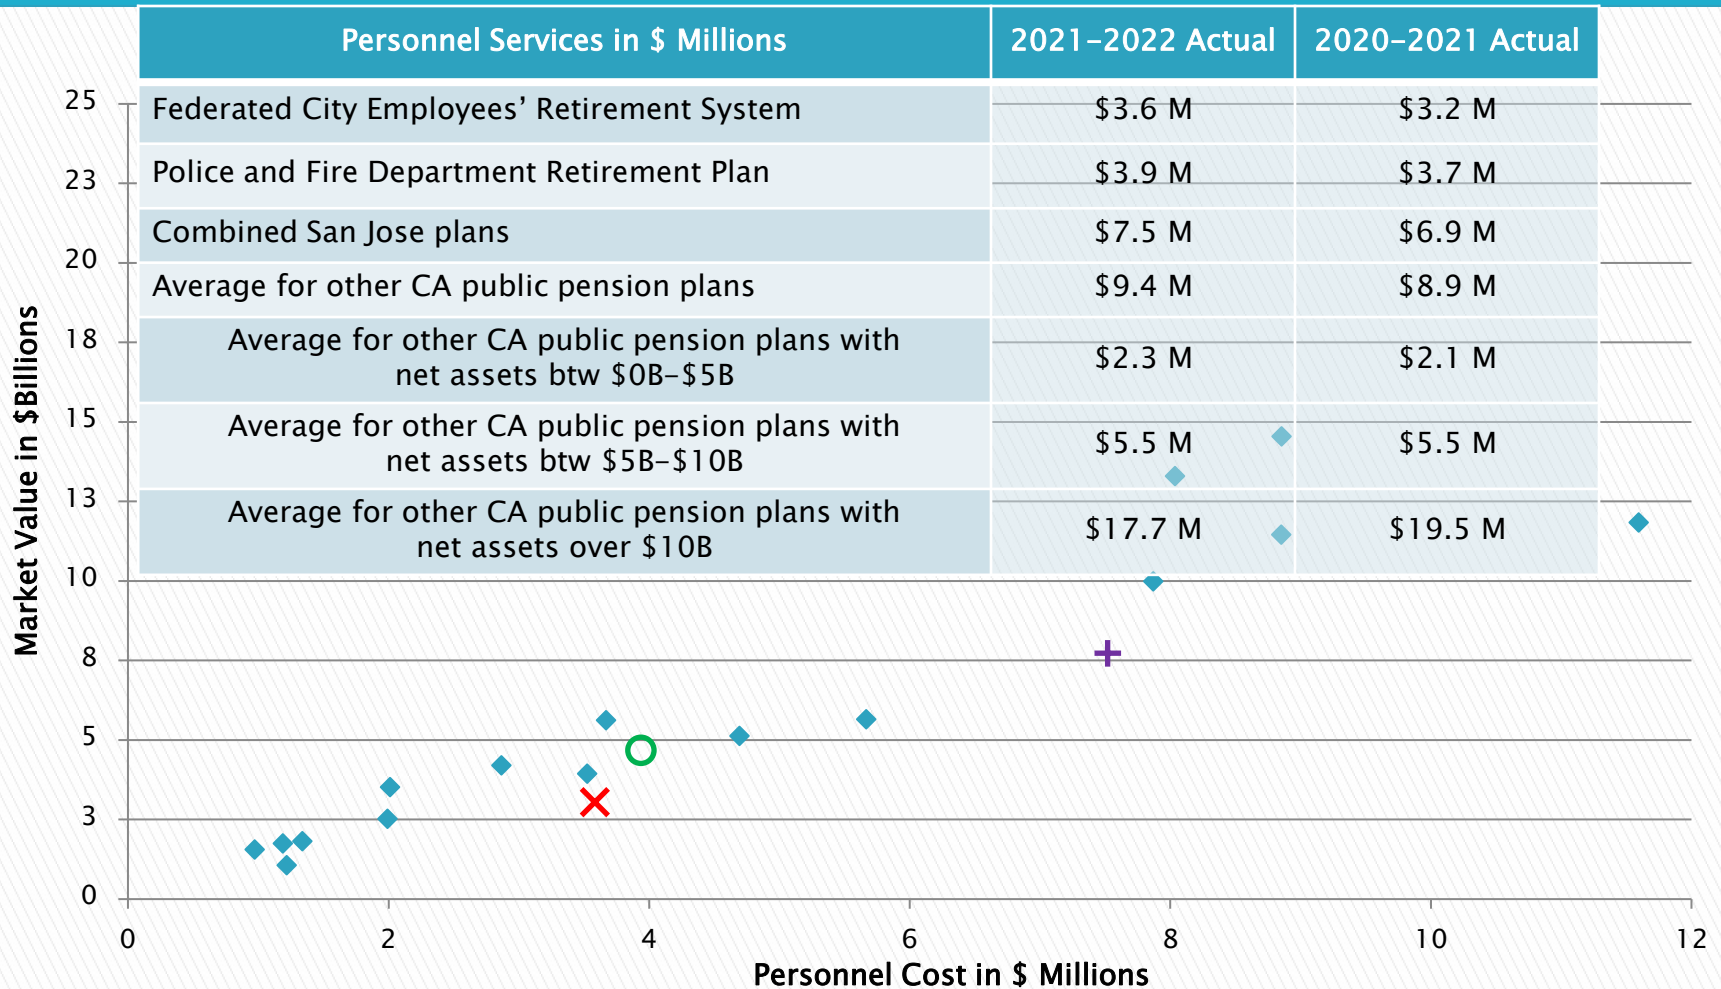 Personnel Services in $ Millions 2021-2022 Actual 2020-2021 Actual
Federated City Employees’ Retirement System $3.6 M $3.2 M
Police and Fire Department Retirement Plan $3.9 M $3.7 M
Combined San Jose plans $7.5 M $6.9 M
Average for other CA public pension plans $9.4 M $8.9 M
Average for other CA public pension plans with
net assets btw $0B-$5B $2.3 M $2.1 M
Average for other CA public pension plans with
net assets btw $5B-$10B $5.5 M $5.5 M
Average for other CA public pension plans with
net assets over $10B $17.7 M $19.5 M
Market Value in $Billions
25
23
20
18
15
13
10
8
5
3
0
0 2 4 6 8 10 12
Personnel Cost in $ Millions